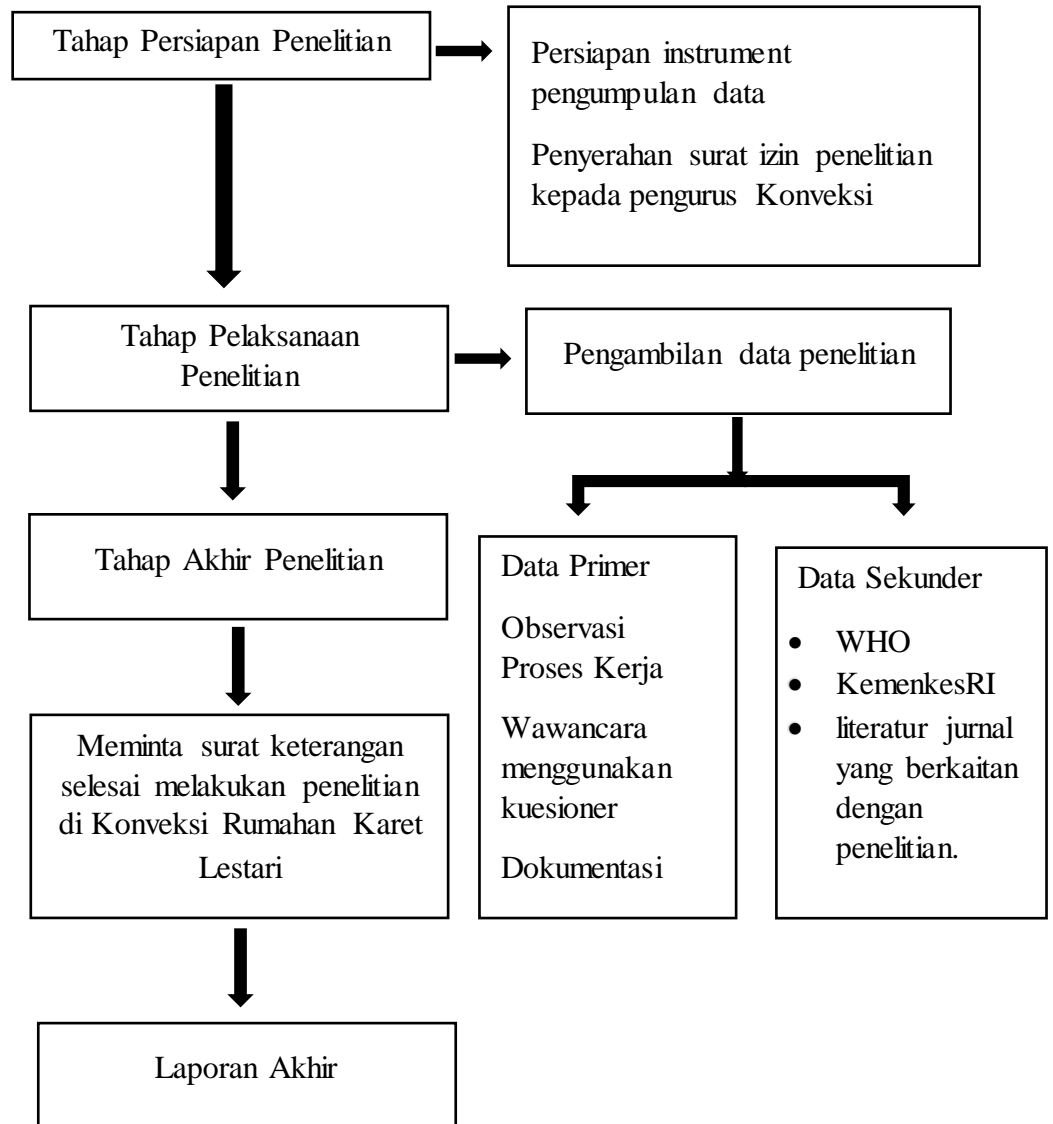 Tahap Persiapan Penelitian
Persiapan instrument
pengumpulan data
Penyerahan surat izin penelitian
kepada pengurus Konveksi
Tahap Pelaksanaan
Penelitian
Pengambilan data penelitian
Tahap Akhir Penelitian
Data Primer
Observasi
Proses Kerja
Wawancara
menggunakan
kuesioner
Dokumentasi
Data Sekunder
• WHO
• KemenkesRI
• literatur jurnal
yang berkaitan
dengan
penelitian.
Meminta surat keterangan
selesai melakukan penelitian
di Konveksi Rumahan Karet
Lestari
Laporan Akhir